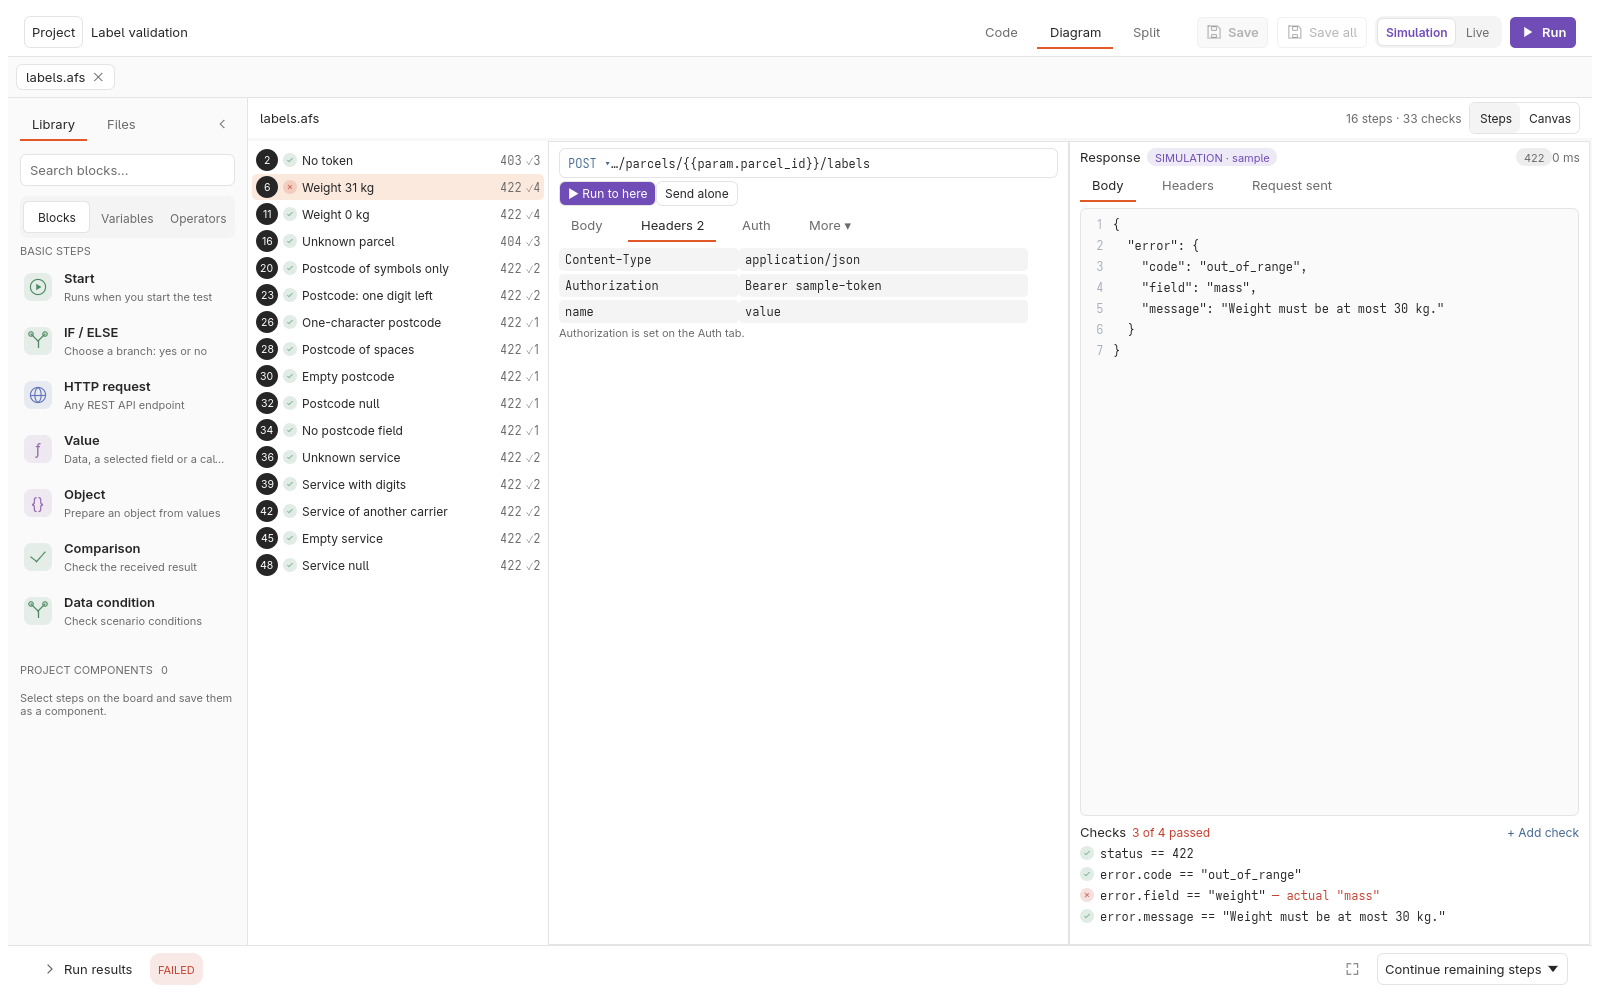 Project
Label validation
Code
Diagram
Split
Save
Save all
Simulation
Live
Run
labels.afs
Library
Files
Search blocks...
Blocks
Variables
Operators
BASIC STEPS
Start
Runs when you start the test
IF / ELSE
Choose a branch: yes or no
HTTP request
Any REST API endpoint
Value
Data, a selected field or a cal...
Object
Prepare an object from values
Comparison
Check the received result
Data condition
Check scenario conditions
PROJECT COMPONENTS 0
Select steps on the board and save them
as a component.
labels.afs
16 steps · 33 checks
Steps
Canvas
2 No token 403 ✓3
6 Weight 31 kg 422 ✓4
11 Weight 0 kg 422 ✓4
16 Unknown parcel 404 ✓3
20 Postcode of symbols only 422 ✓2
23 Postcode: one digit left 422 ✓2
26 One-character postcode 422 ✓1
28 Postcode of spaces 422 ✓1
30 Empty postcode 422 ✓1
32 Postcode null 422 ✓1
34 No postcode field 422 ✓1
36 Unknown service 422 ✓2
39 Service with digits 422 ✓2
42 Service of another carrier 422 ✓2
45 Empty service 422 ✓2
48 Service null 422 ✓2
POST ▾ …/parcels/{{param.parcel_id}}/labels
▶ Run to here
Send alone
Body
Headers 2
Auth
More ▾
Content-Type application/json
Authorization Bearer sample-token
name value
Authorization is set on the Auth tab.
Response
SIMULATION · sample
422
0 ms
Body
Headers
Request sent
1 {
2 "error": {
3 "code": "out_of_range",
4 "field": "mass",
5 "message": "Weight must be at most 30 kg."
6 }
7 }
Checks 3 of 4 passed
+ Add check
status == 422
error.code == "out_of_range"
error.field == "weight" — actual "mass"
error.message == "Weight must be at most 30 kg."
Run results
FAILED
Continue remaining steps ▼